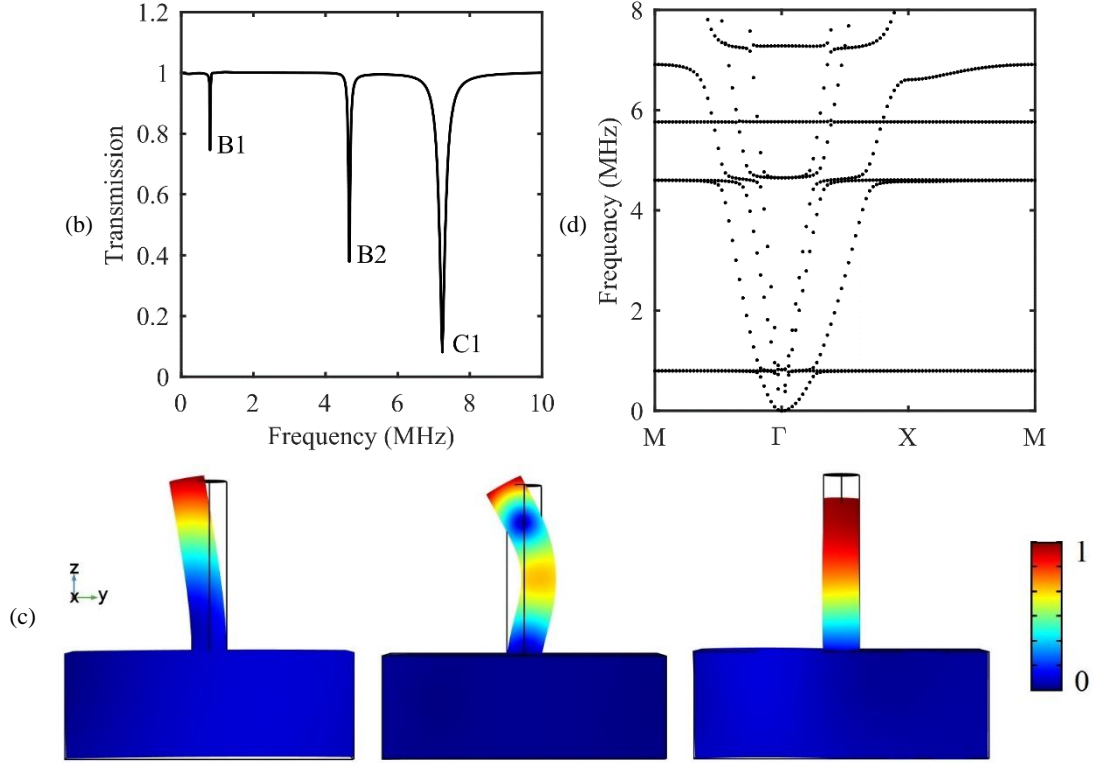 (b)
Transmission
1.2
1
0.8
0.6
0.4
0.2
0
B1
B2
C1
0 2 4 6 8 10
Frequency (MHz)
(d)
Frequency (MHz)
8
6
4
2
0
M Γ X M
(c)
z
x y
1
0